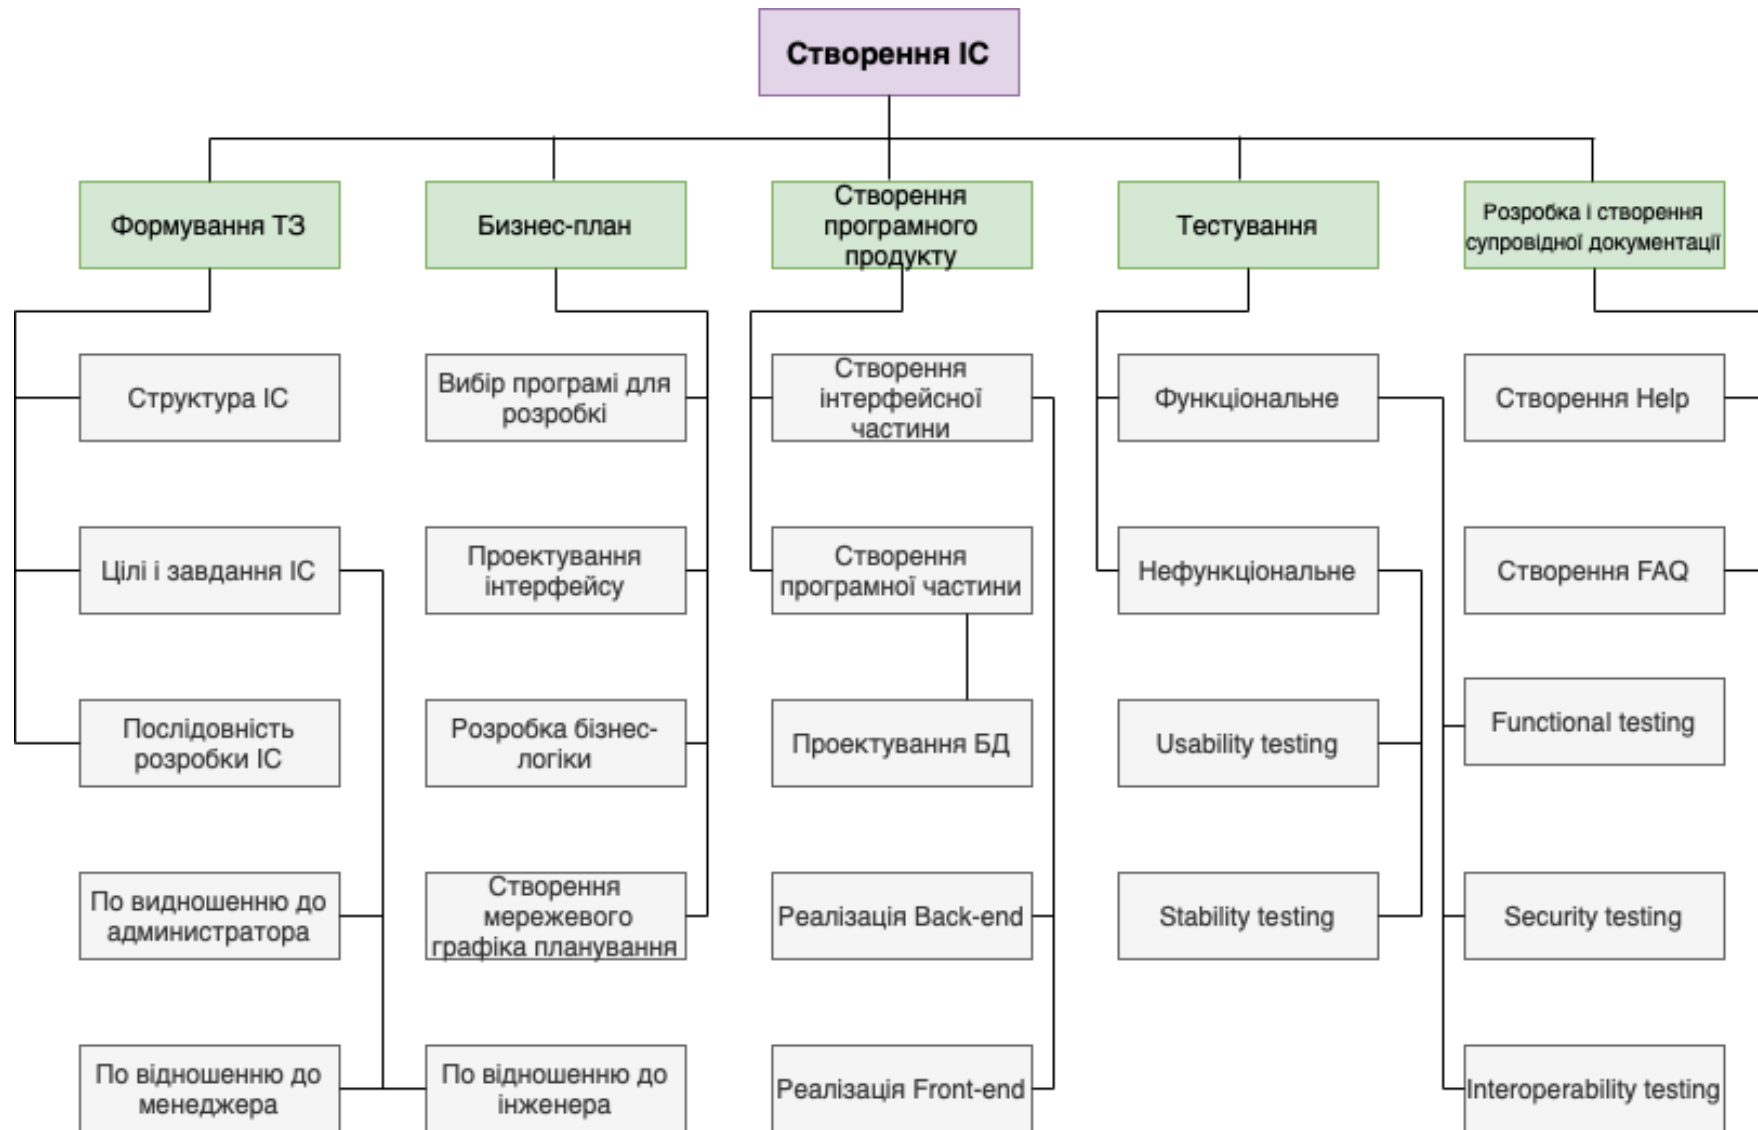 Створення ІС
Формування ТЗ
Бизнес-план
Створення
програмного
продукту
Тестування
Розробка і створення
супровідної документації
Структура ІС
Вибір програмі для
розробкі
Створення
інтерфейсної
частини
Функціональне
Створення Help
Цілі і завдання ІС
Проектування
інтерфейсу
Створення
програмної частини
Нефункціональне
Створення FAQ
Послідовність
розробки ІС
Розробка бізнес-
логіки
Проектування БД
Usability testing
Functional testing
По видношенню до
администратора
Створення
мережевого
графіка планування
Реалізація Back-end
Stability testing
Security testing
По відношенню до
менеджера
По відношенню до
інженера
Реалізація Front-end
Interoperability testing